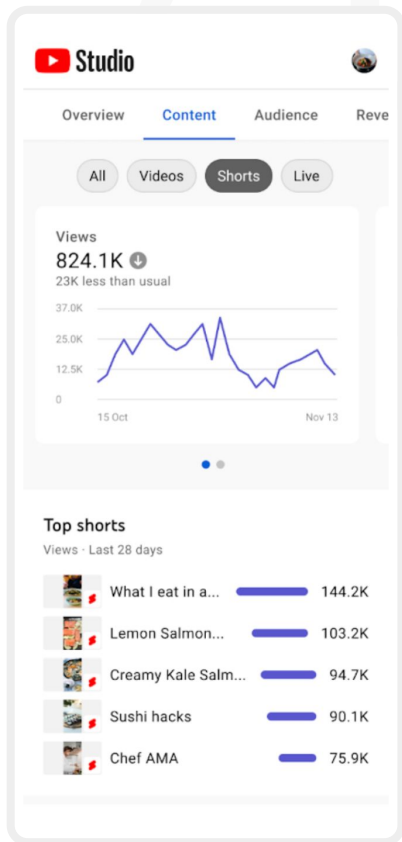 Studio
Overview Content Audience Reve
All Videos Shorts Live
Views
824.1K
23K less than usual
37.0K
25.0K
12.5K
0
15 Oct Nov 13
Top shorts
Views · Last 28 days
What I eat in a... 144.2K
Lemon Salmon... 103.2K
Creamy Kale Salm... 94.7K
Sushi hacks 90.1K
Chef AMA 75.9K